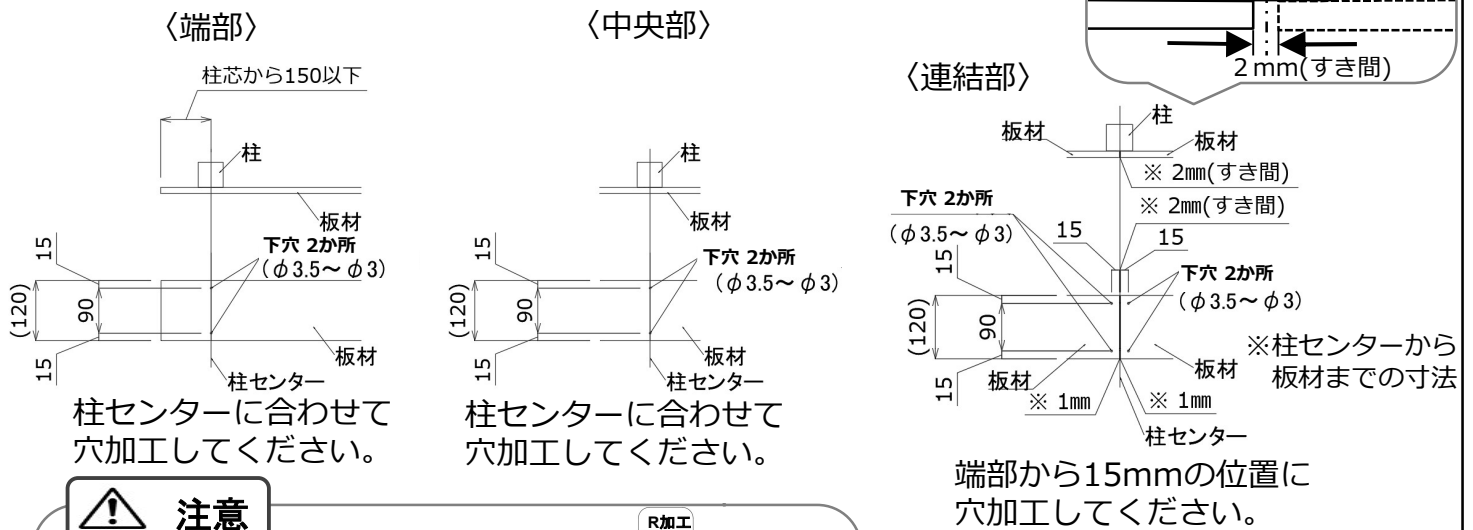 〈端部〉
柱芯から150以下
柱
板材
下穴 2か所
(φ3.5～φ3)
15
(120)
90
15
板材
柱センター
柱センターに合わせて
穴加工してください。
〈中央部〉
柱
板材
下穴 2か所
(φ3.5～φ3)
15
(120)
90
15
板材
柱センター
柱センターに合わせて
穴加工してください。
2mm(すき間)
〈連結部〉
柱
板材
板材
※ 2mm(すき間)
※ 2mm(すき間)
下穴 2か所
(φ3.5～φ3)
15
15
15
下穴 2か所
(φ3.5～φ3)
(120)
90
15
板材
板材
※柱センターから
板材までの寸法
※ 1mm
※ 1mm
柱センター
端部から15mmの位置に
穴加工してください。
注意
R加工